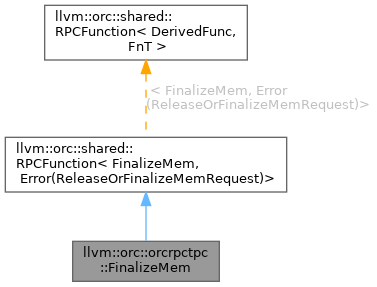 llvm::orc::shared::
RPCFunction< DerivedFunc,
FnT >
< FinalizeMem, Error
(ReleaseOrFinalizeMemRequest)>
llvm::orc::shared::
RPCFunction< FinalizeMem,
Error(ReleaseOrFinalizeMemRequest)>
llvm::orc::orcrpctpc
::FinalizeMem